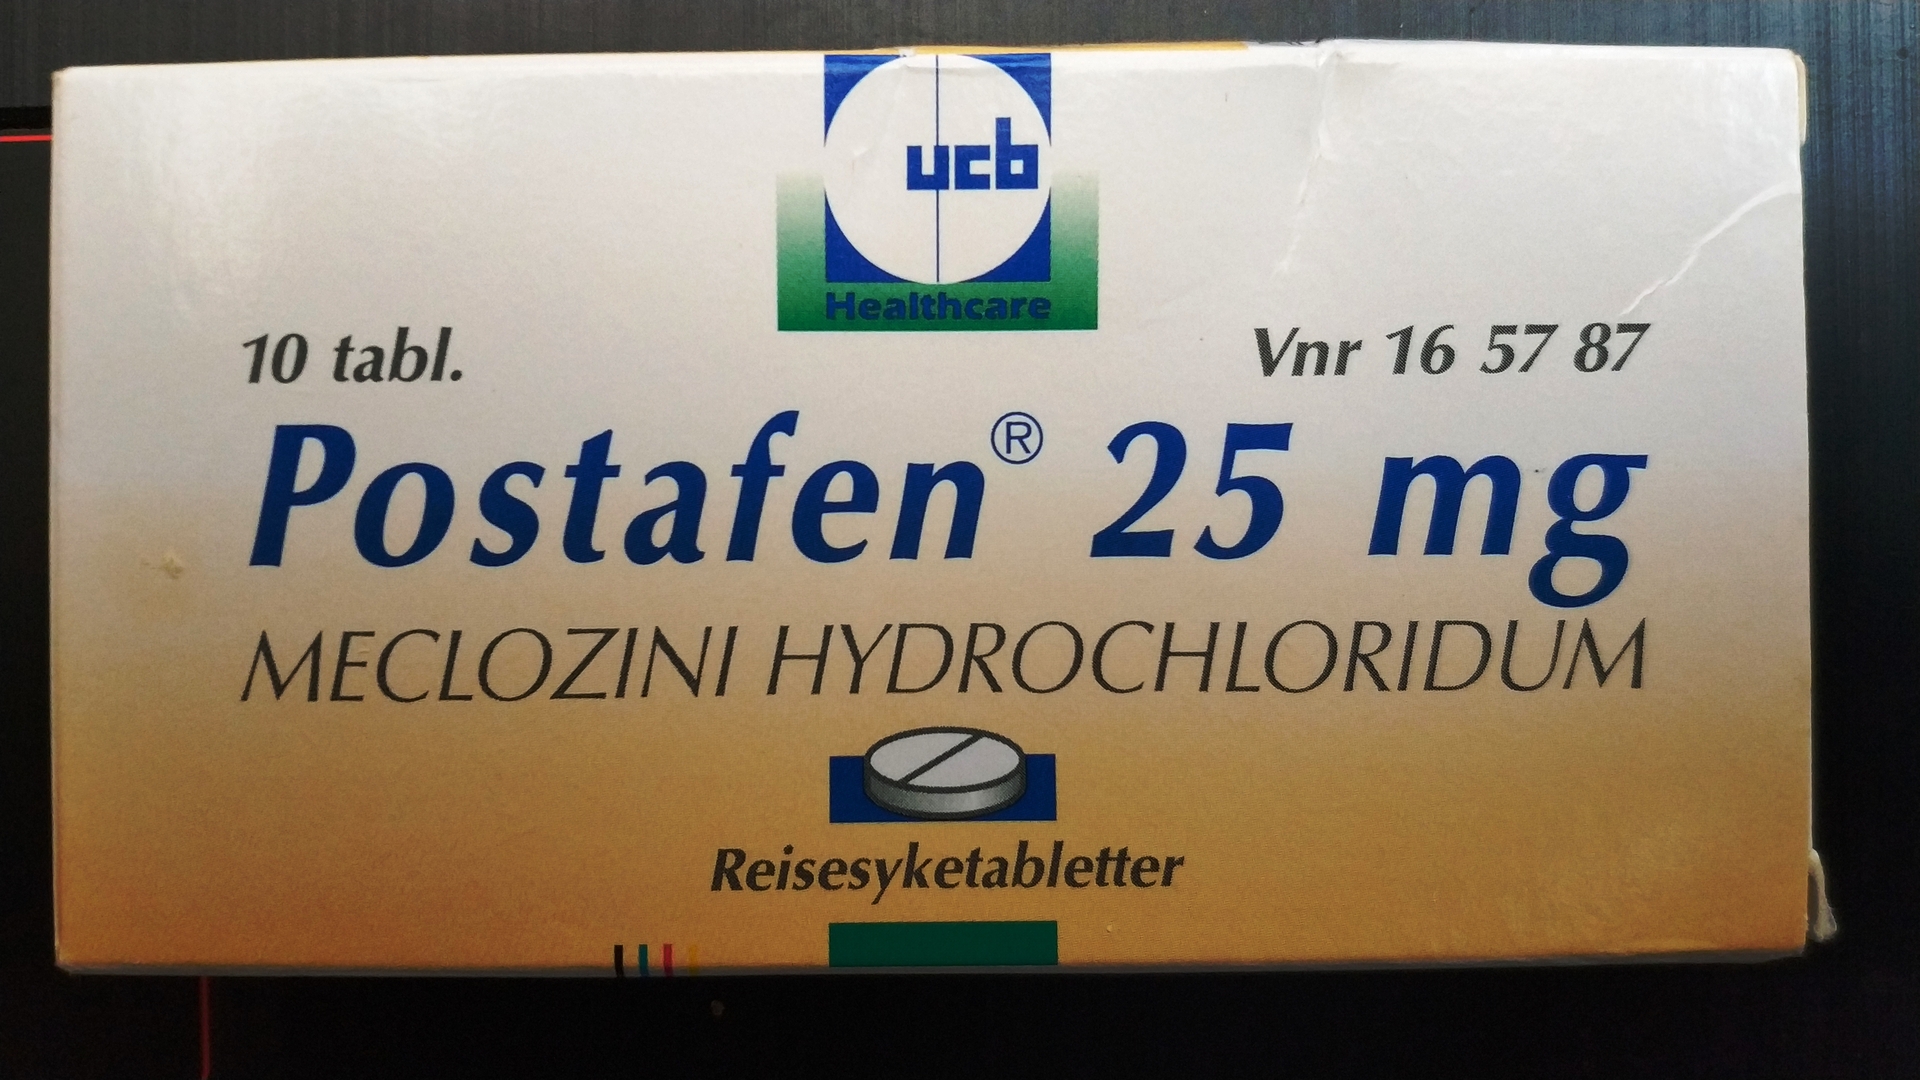 ucb
Healthcare
10 tabl.
Vnr 16 57 87
Postafen® 25 mg
MECLOZINI HYDROCHLORIDUM
Reisesyketabletter